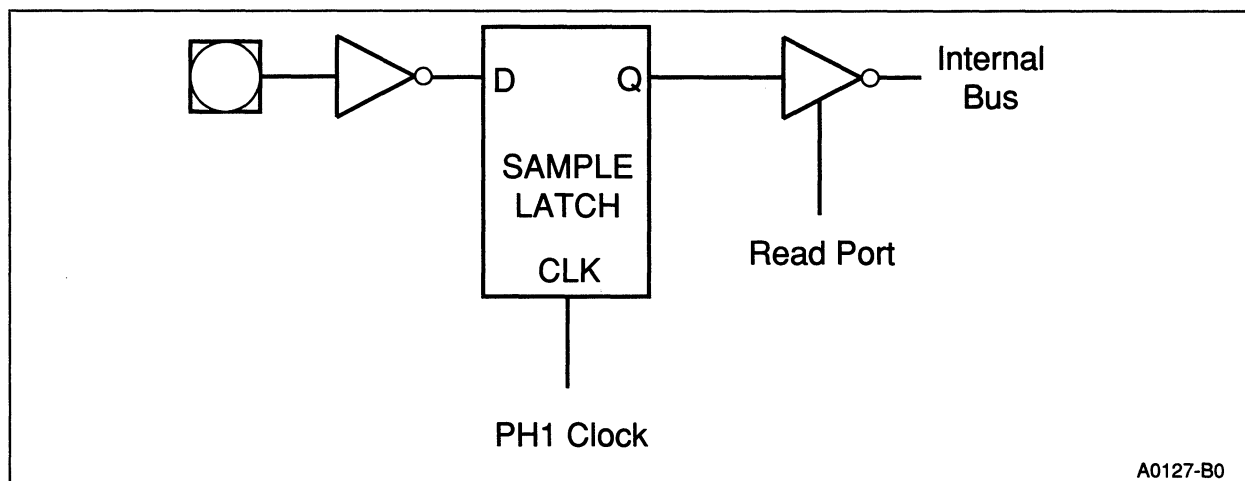 D
Q
Internal
Bus
SAMPLE
LATCH
CLK
Read Port
PH1 Clock
A0127-B0